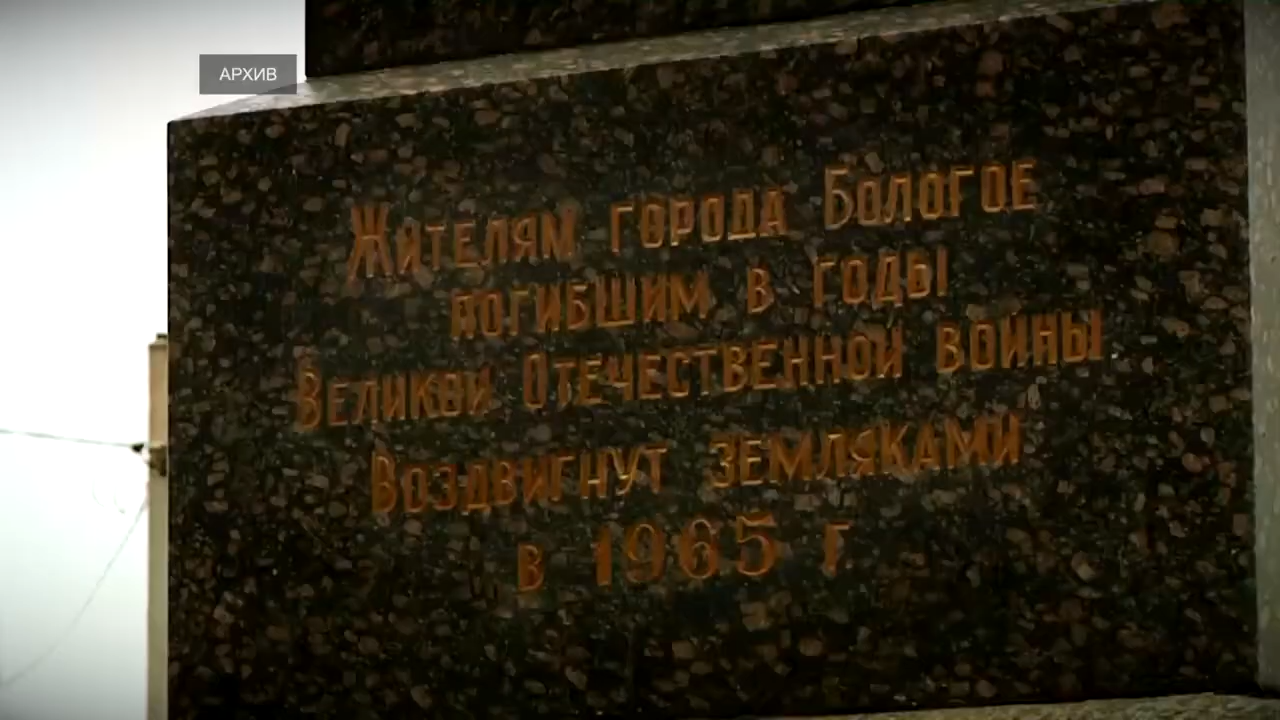 АРХИВ
Жителям города Бологое
погибшим в годы
Великой Отечественной войны
Воздвигнут земляками
в 1965 г